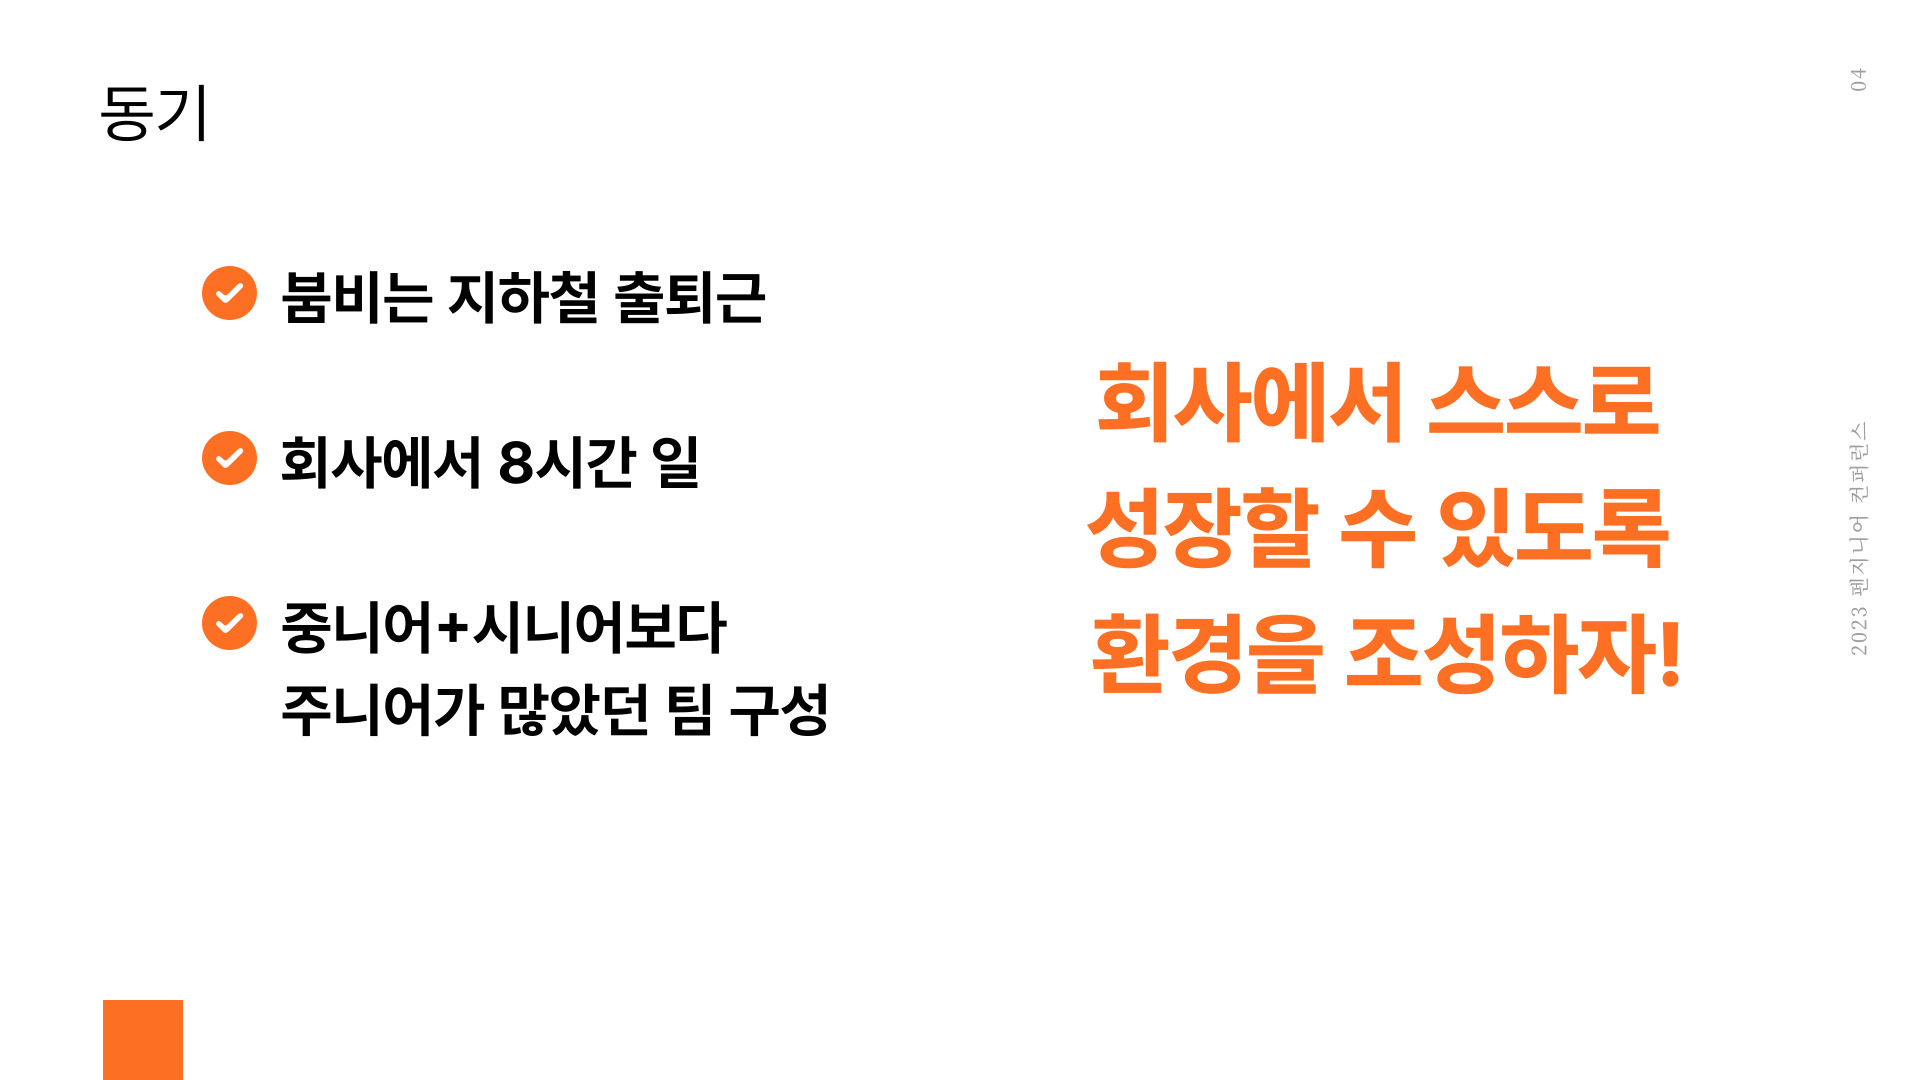 동기
04
붐비는 지하철 출퇴근
회사에서 8시간 일
중니어+시니어보다
주니어가 많았던 팀 구성
회사에서 스스로
성장할 수 있도록
환경을 조성하자!
2023 펜지니어 컨퍼런스